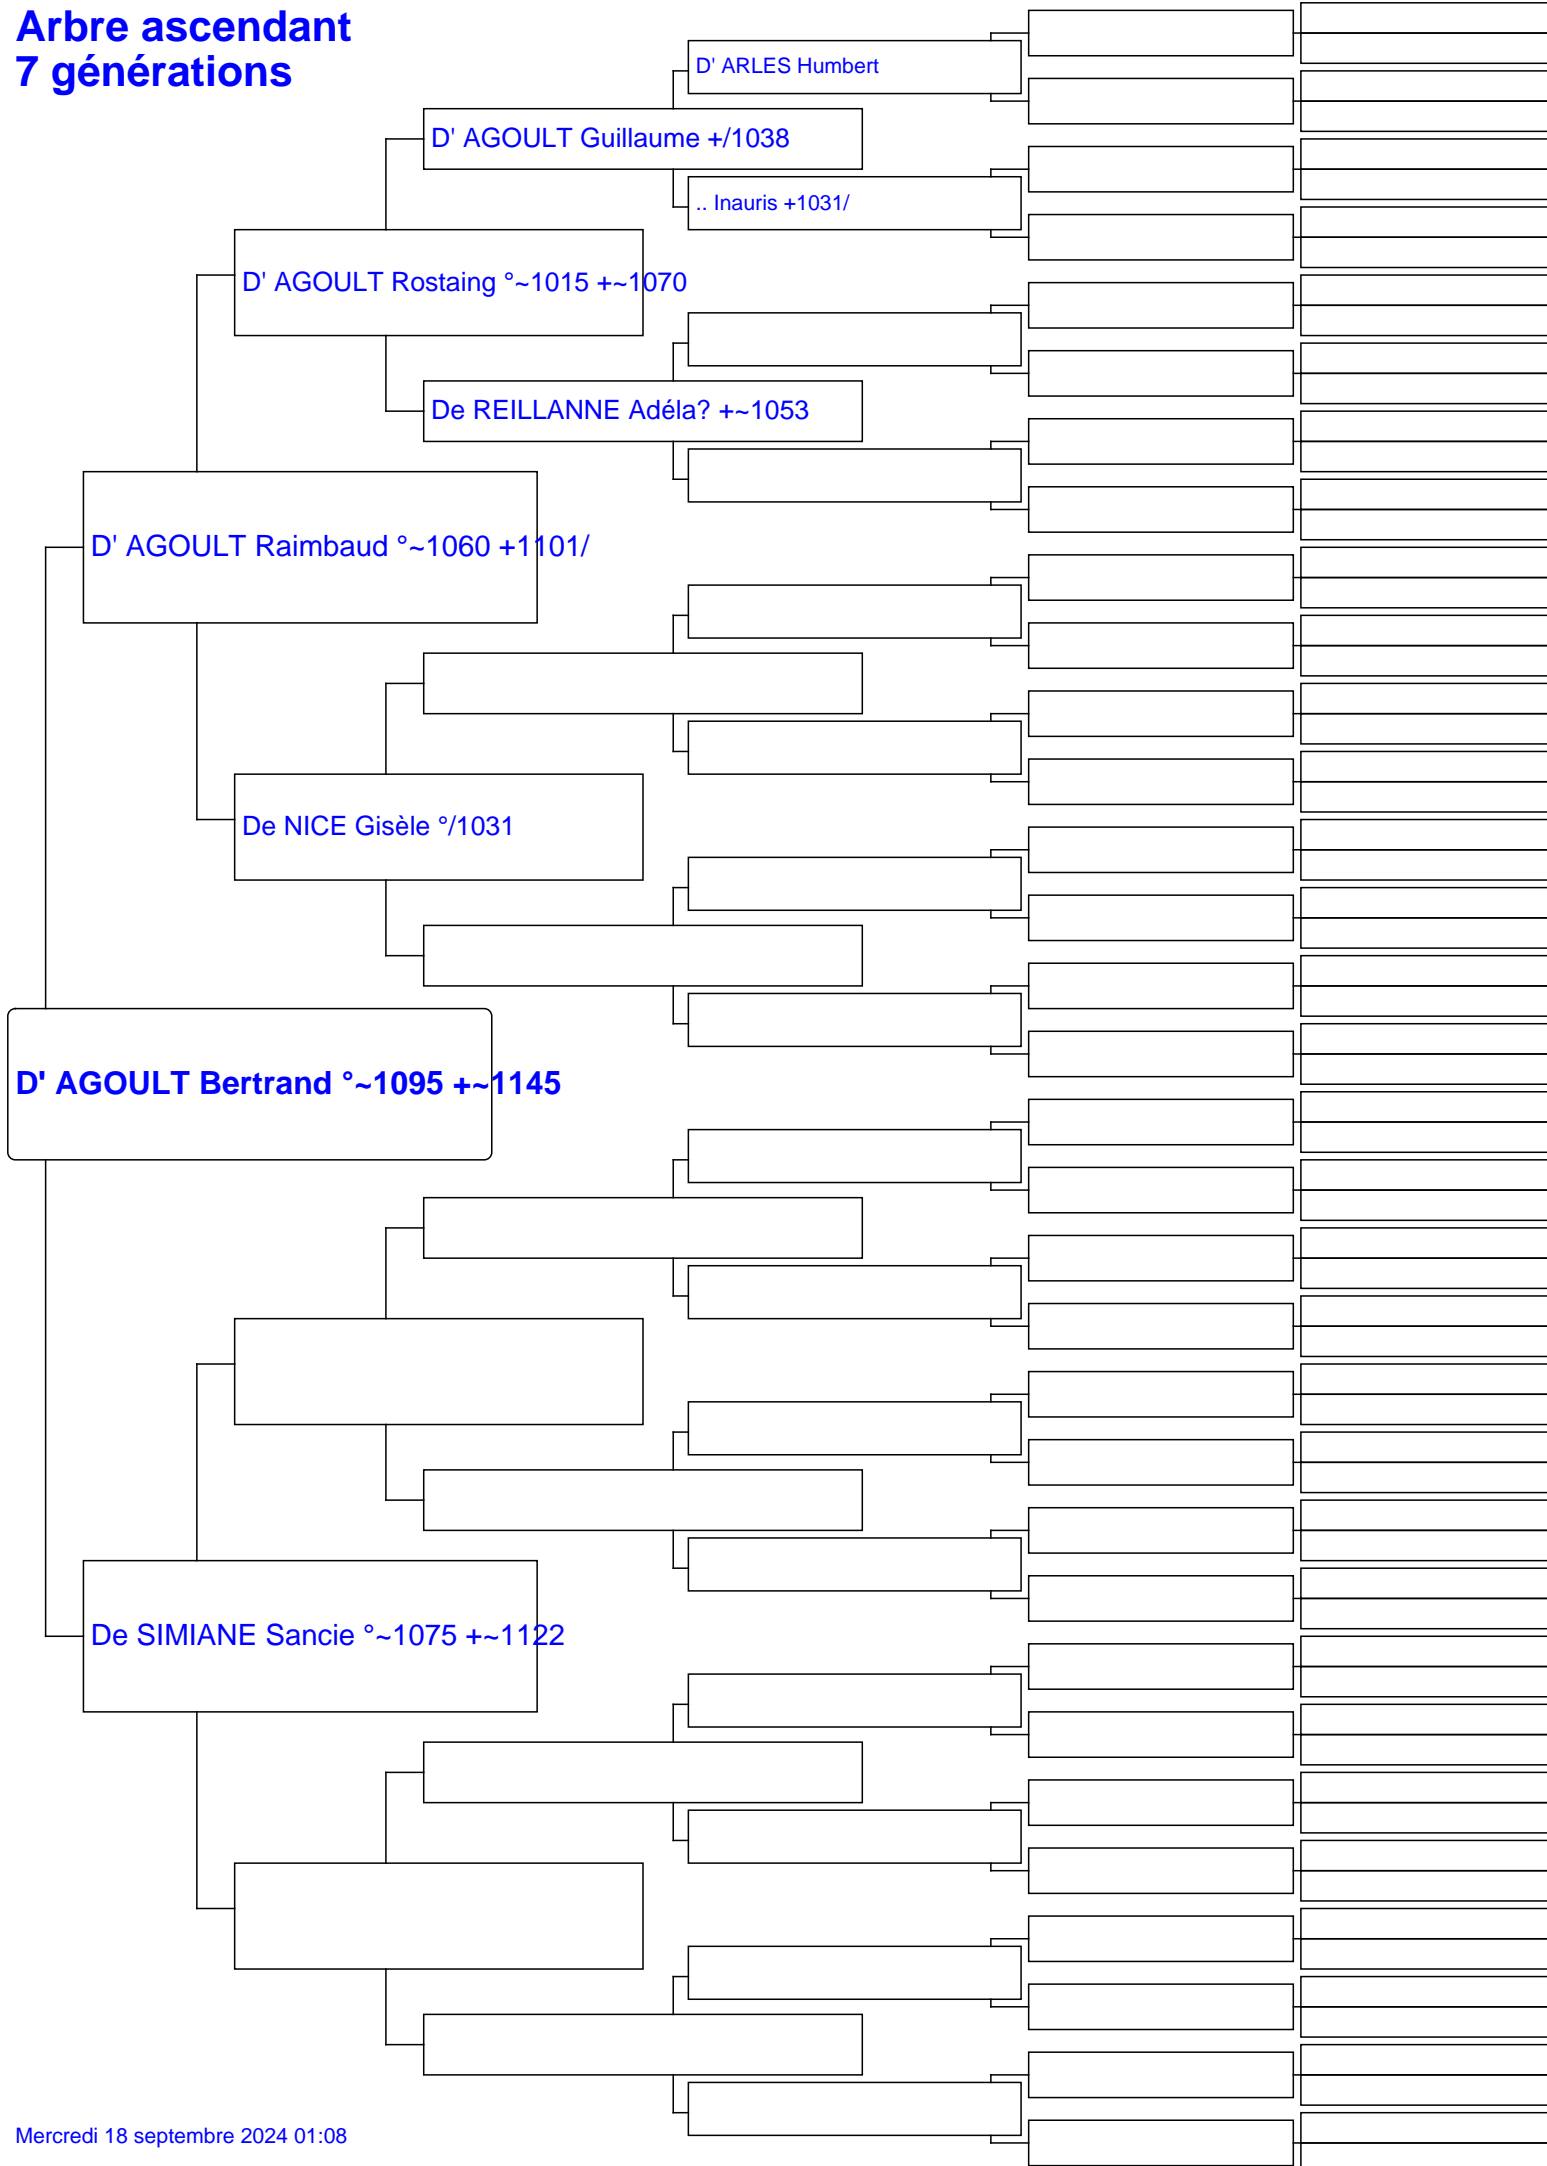 Arbre ascendant
7 générations
D' ARLES Humbert
D' AGOULT Guillaume +/1038
.. Inauris +1031/
D' AGOULT Rostaing °~1015 +~1070
De REILLANNE Adéla? +~1053
D' AGOULT Raimbaud °~1060 +1101/
De NICE Gisèle °/1031
D' AGOULT Bertrand °~1095 +~1145
De SIMIANE Sancie °~1075 +~1122
Mercredi 18 septembre 2024 01:08